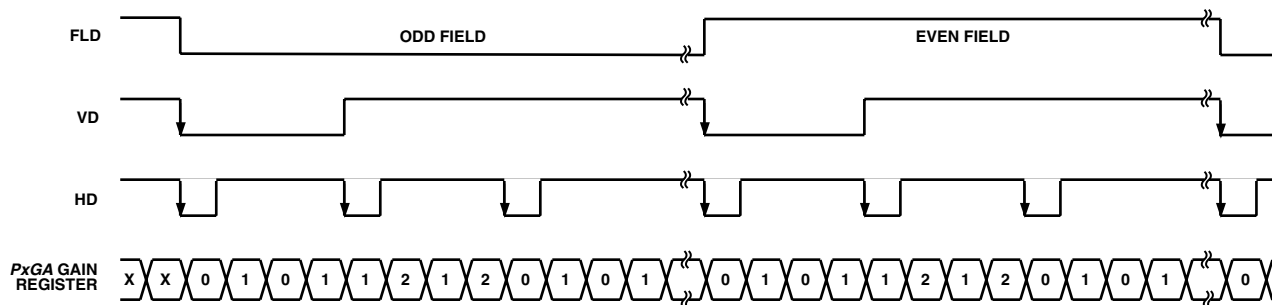 FLD
ODD FIELD
EVEN FIELD
VD
HD
PxGA GAIN
REGISTER
X X 0 1 0 1 1 2 1 2 0 1 0 1 0 1 0 1 1 2 1 2 0 1 0 1 0